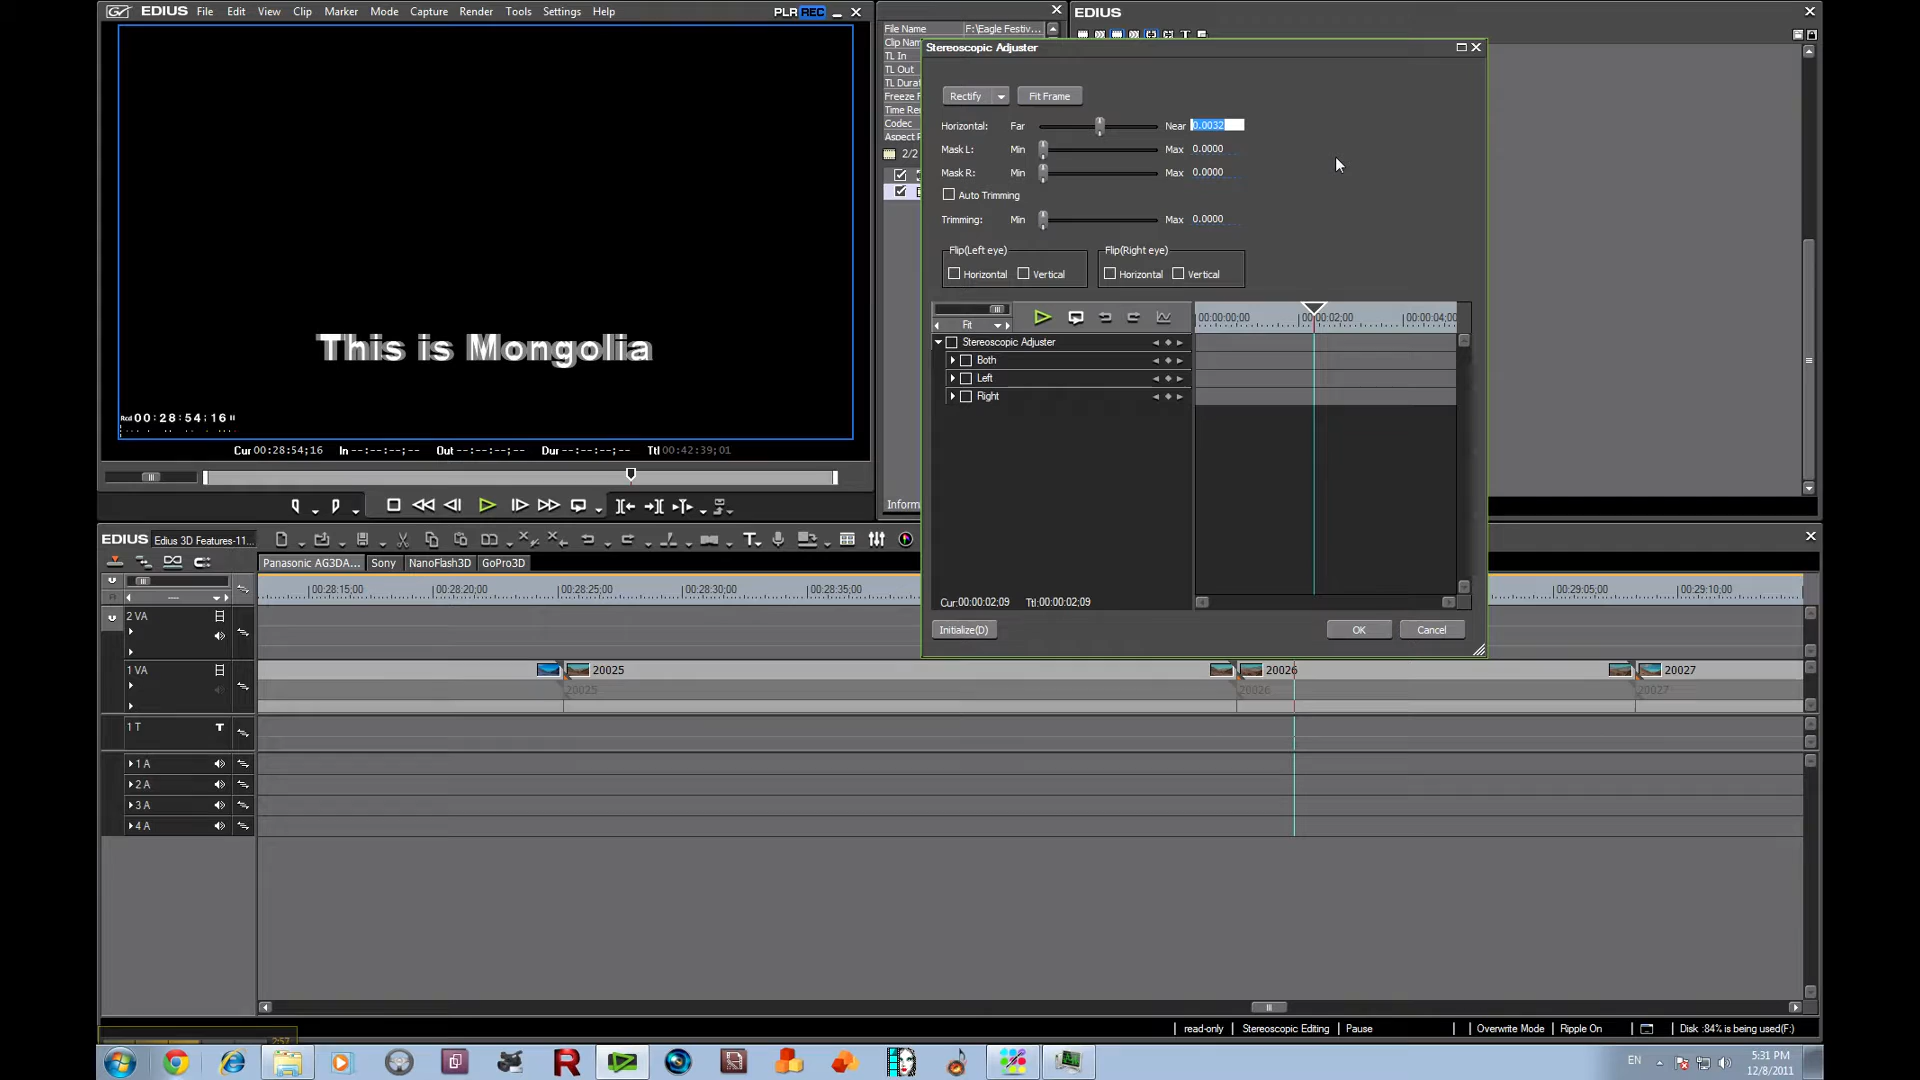 EDIUS File Edit View Clip Marker Mode Capture Render Tools Settings Help PLR REC
This is Mongolia
Rcd 00:28:54;16
Cur 00:28:54;16 In --:--:--;-- Out --:--:--;-- Dur --:--:--;-- Ttl 00:42:39;01
File Name F:\Eagle Festiv...
Clip Name
TL In
TL Out
TL Durat
Freeze F
Time Re
Codec
Aspect
2/2
Inform
EDIUS
Stereoscopic Adjuster
Rectify Fit Frame
Horizontal: Far Near 0.0032
Mask L: Min Max 0.0000
Mask R: Min Max 0.0000
Auto Trimming
Trimming: Min Max 0.0000
Flip(Left eye) Flip(Right eye)
Horizontal Vertical Horizontal Vertical
Fit
00:00:00;00 00:00:02;00 00:00:04;00
Stereoscopic Adjuster
Both
Left
Right
Cur:00:00:02;09 Ttl:00:00:02;09
Initialize(D) OK Cancel
EDIUS Edius 3D Features-11...
Panasonic AG3DA... Sony NanoFlash3D GoPro3D
00:28:15;00 00:28:20;00 00:28:25;00 00:28:30;00 00:28:35;00 00:29:05;00 00:29:10;00
2 VA
1 VA 20025 20026 20027
20025 20026 20027
1 T T
1 A
2 A
3 A
4 A
read-only Stereoscopic Editing Pause Overwrite Mode Ripple On Disk :84% is being used(F:)
2:57
EN 5:31 PM
12/8/2011